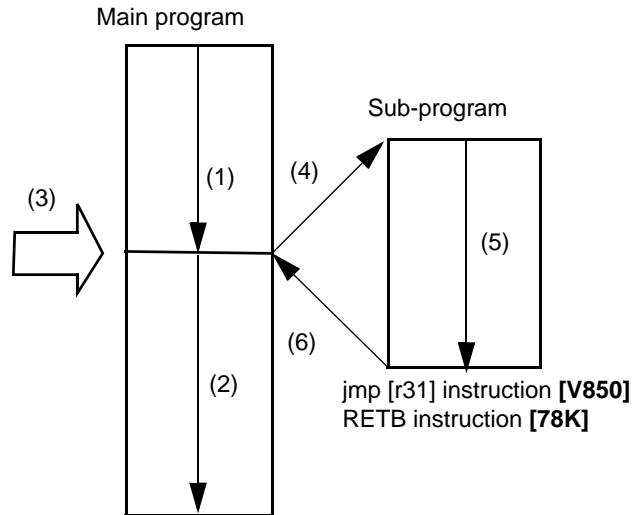 Main program
Sub-program
(1)
(4)
(3)
(5)
(6)
(2)
jmp [r31] instruction [V850]
RETB instruction [78K]